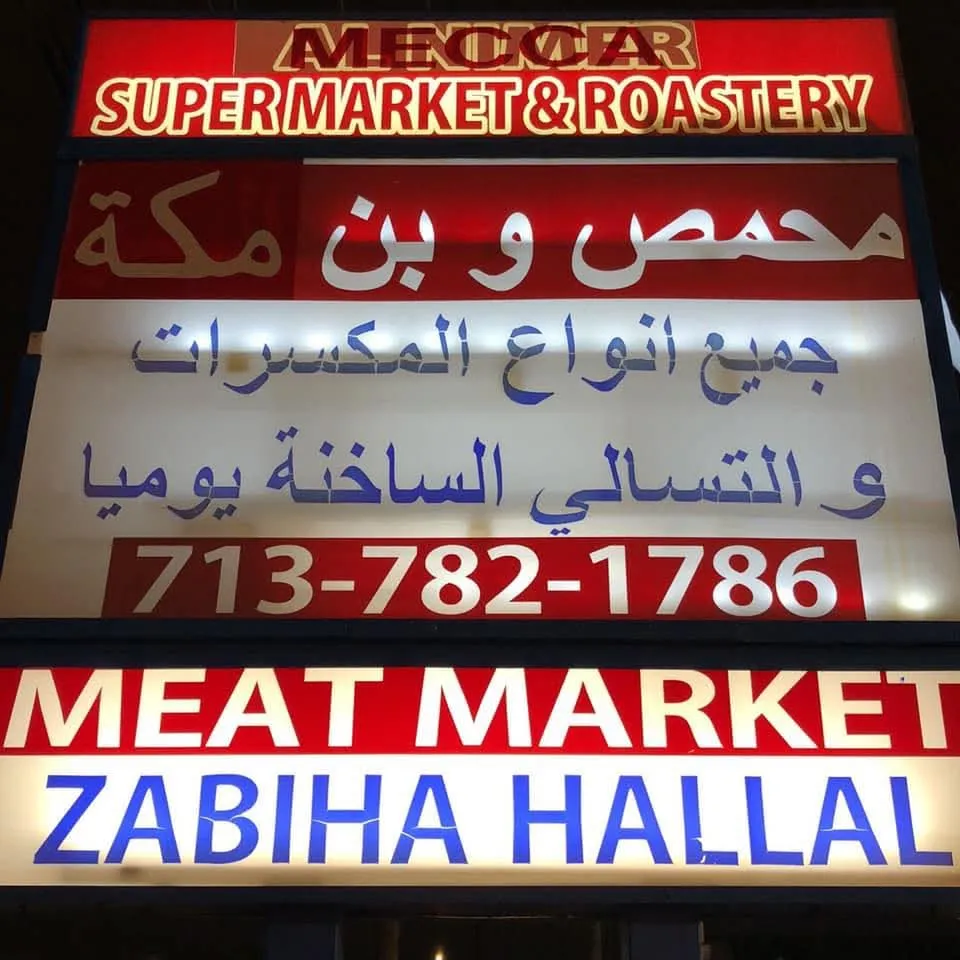 MECCA
SUPER MARKET & ROASTERY
محمص و بن مكة
جميع انواع المكسرات
و التسالي الساخنة يوميا
713-782-1786
MEAT MARKET
ZABIHA HALLAL